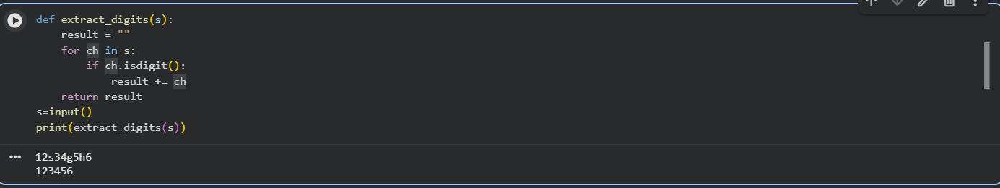 def extract_digits(s):
    result = ""
    for ch in s:
        if ch.isdigit():
            result += ch
    return result
s=input()
print(extract_digits(s))
12s34g5h6
123456